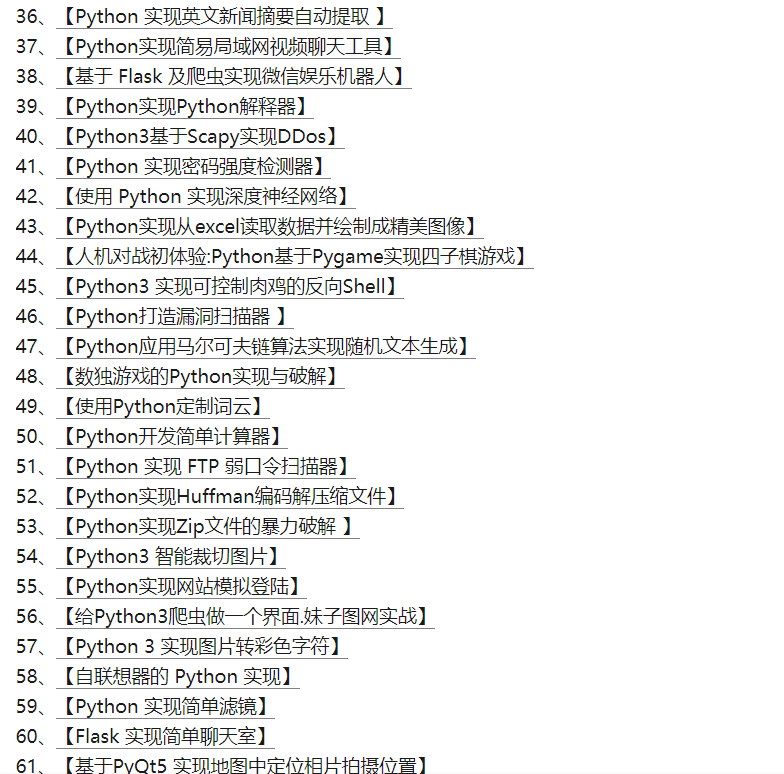 36、【Python 实现英文新闻摘要自动提取 】
37、【Python实现简易局域网视频聊天工具】
38、【基于 Flask 及爬虫实现微信娱乐机器人】
39、【Python实现Python解释器】
40、【Python3基于Scapy实现DDos】
41、【Python 实现密码强度检测器】
42、【使用 Python 实现深度神经网络】
43、【Python实现从excel读取数据并绘制成精美图像】
44、【人机对战初体验:Python基于Pygame实现四子棋游戏】
45、【Python3 实现可控制肉鸡的反向Shell】
46、【Python打造漏洞扫描器 】
47、【Python应用马尔可夫链算法实现随机文本生成】
48、【数独游戏的Python实现与破解】
49、【使用Python定制词云】
50、【Python开发简单计算器】
51、【Python 实现 FTP 弱口令扫描器】
52、【Python实现Huffman编码解压缩文件】
53、【Python实现Zip文件的暴力破解 】
54、【Python3 智能裁切图片】
55、【Python实现网站模拟登陆】
56、【给Python3爬虫做一个界面.妹子图网实战】
57、【Python 3 实现图片转彩色字符】
58、【自联想器的 Python 实现】
59、【Python 实现简单滤镜】
60、【Flask 实现简单聊天室】
61、【基于PyQt5 实现地图中定位相片拍摄位置】